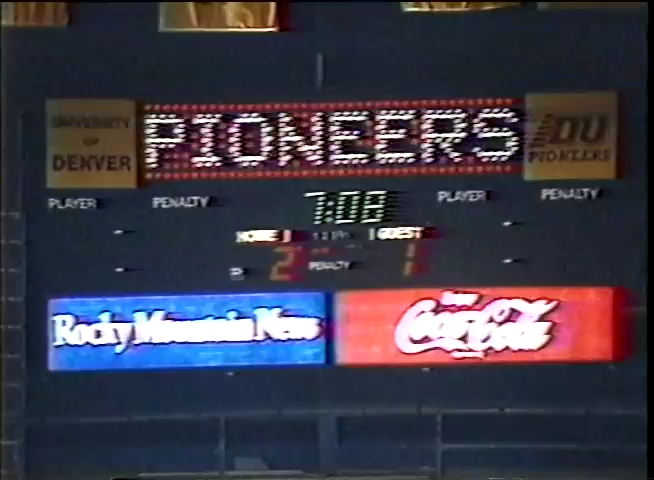 UNIVERSITY
OF
DENVER
PIONEERS
DU
PIONEERS
PLAYER PENALTY 7:08 PLAYER PENALTY
HOME GUEST
2 PENALTY 1
Rocky Mountain News
Coca-Cola